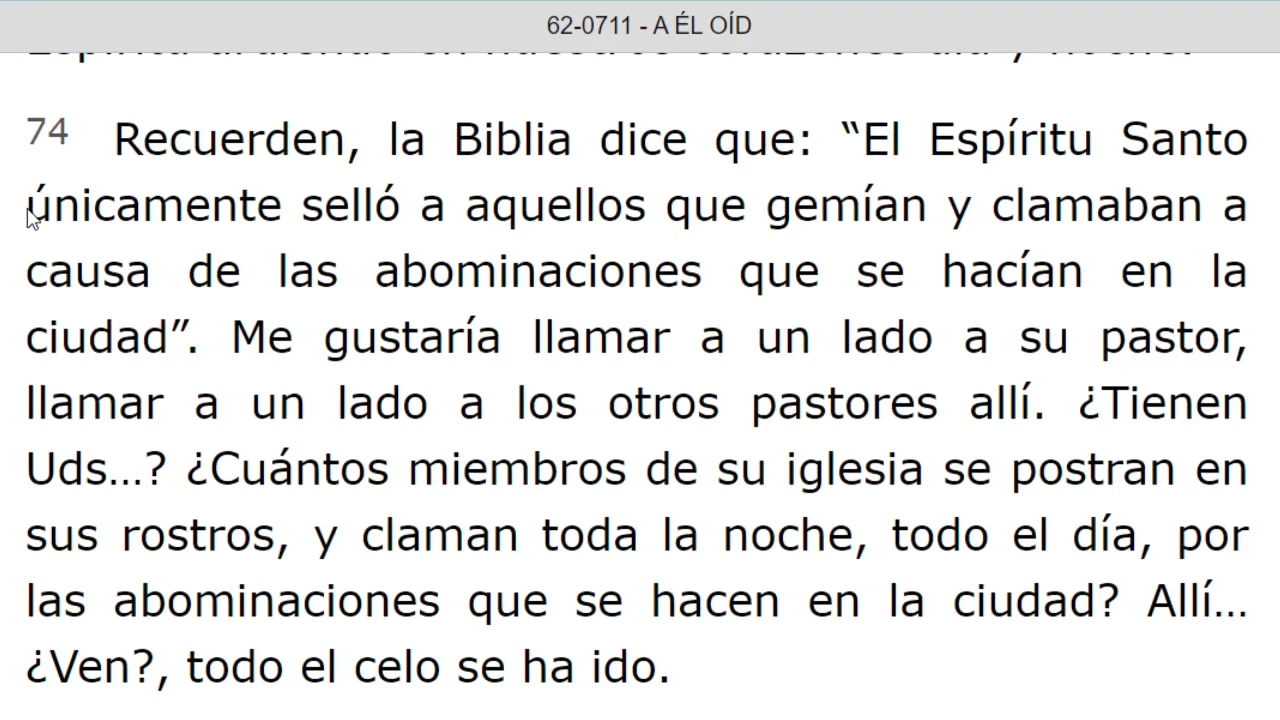 62-0711 - A ÉL OÍD
74 Recuerden, la Biblia dice que: “El Espíritu Santo
únicamente selló a aquellos que gemían y clamaban a
causa de las abominaciones que se hacían en la
ciudad”. Me gustaría llamar a un lado a su pastor,
llamar a un lado a los otros pastores allí. ¿Tienen
Uds…? ¿Cuántos miembros de su iglesia se postran en
sus rostros, y claman toda la noche, todo el día, por
las abominaciones que se hacen en la ciudad? Allí…
¿Ven?, todo el celo se ha ido.